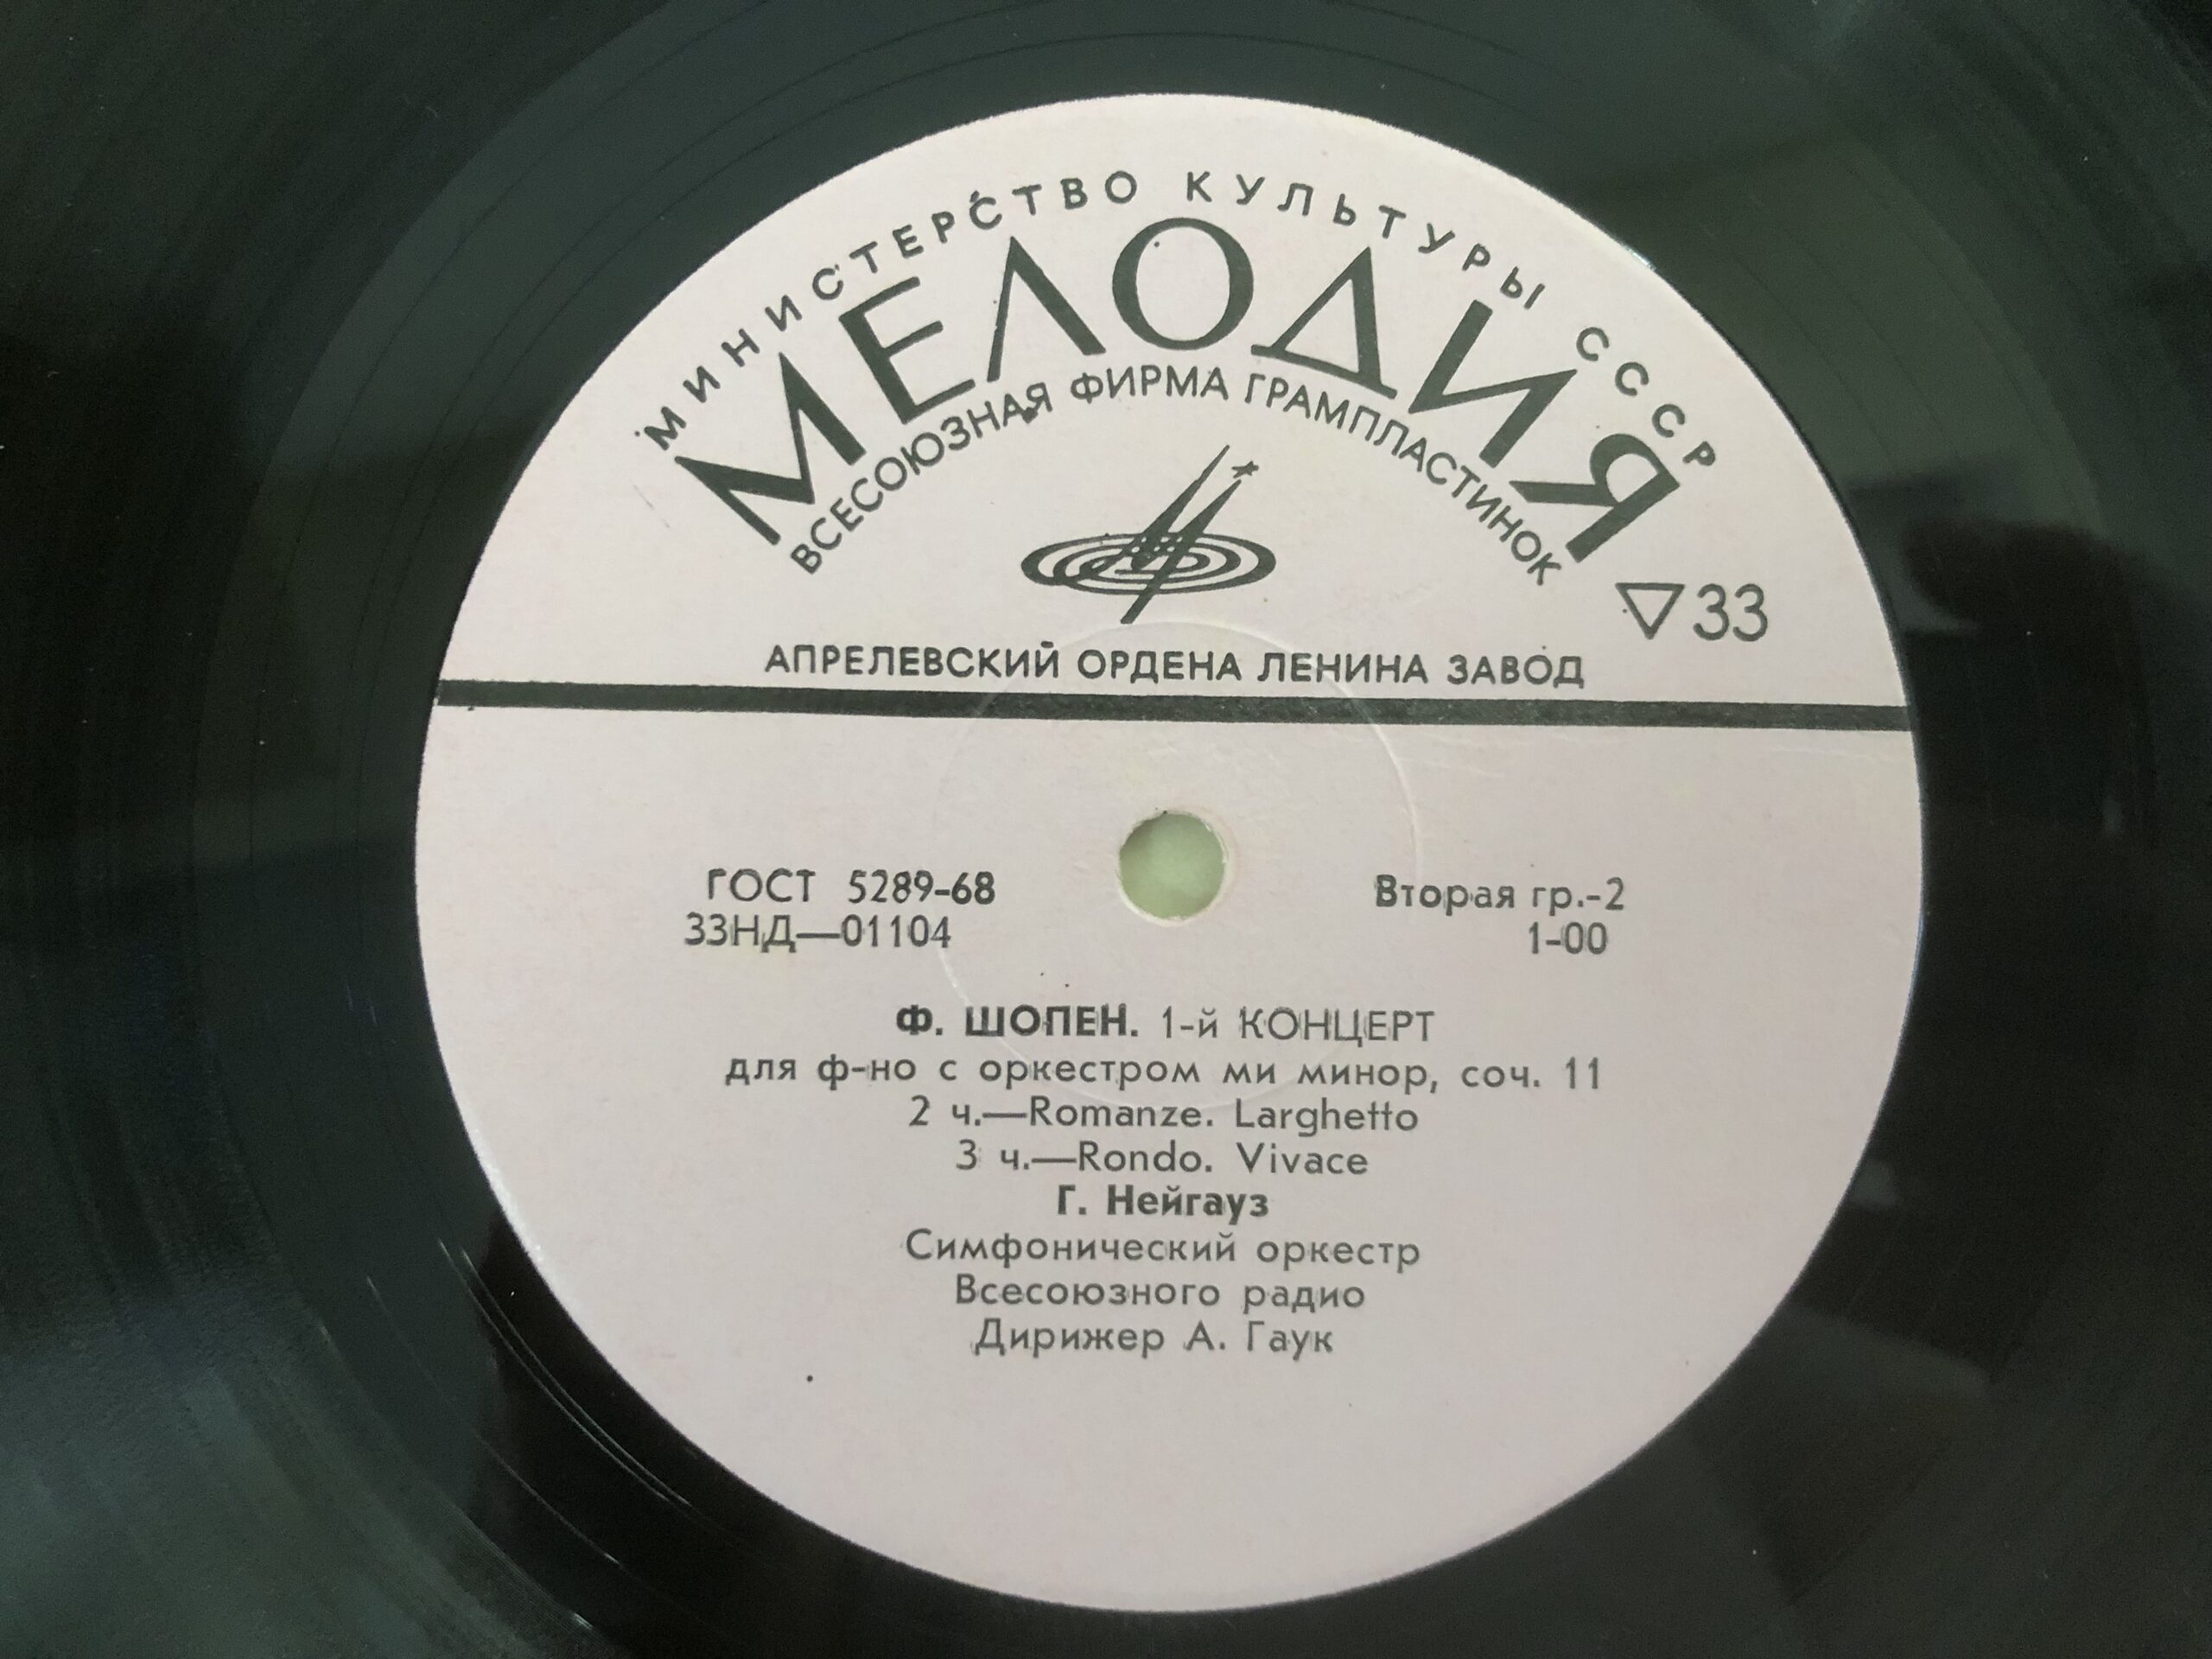 МИНИСТЕРСТВО КУЛЬТУРЫ СССР
МЕЛОДИЯ
ВСЕСОЮЗНАЯ ФИРМА ГРАМПЛАСТИНОК
33
АПРЕЛЕВСКИЙ ОРДЕНА ЛЕНИНА ЗАВОД
ГОСТ 5289-68
33НД—01104
Вторая гр.-2
1-00
Ф. ШОПЕН. 1-й КОНЦЕРТ
для ф-но с оркестром ми минор, соч. 11
2 ч.—Romanze. Larghetto
3 ч.—Rondo. Vivace
Г. Нейгауз
Симфонический оркестр
Всесоюзного радио
Дирижер А. Гаук